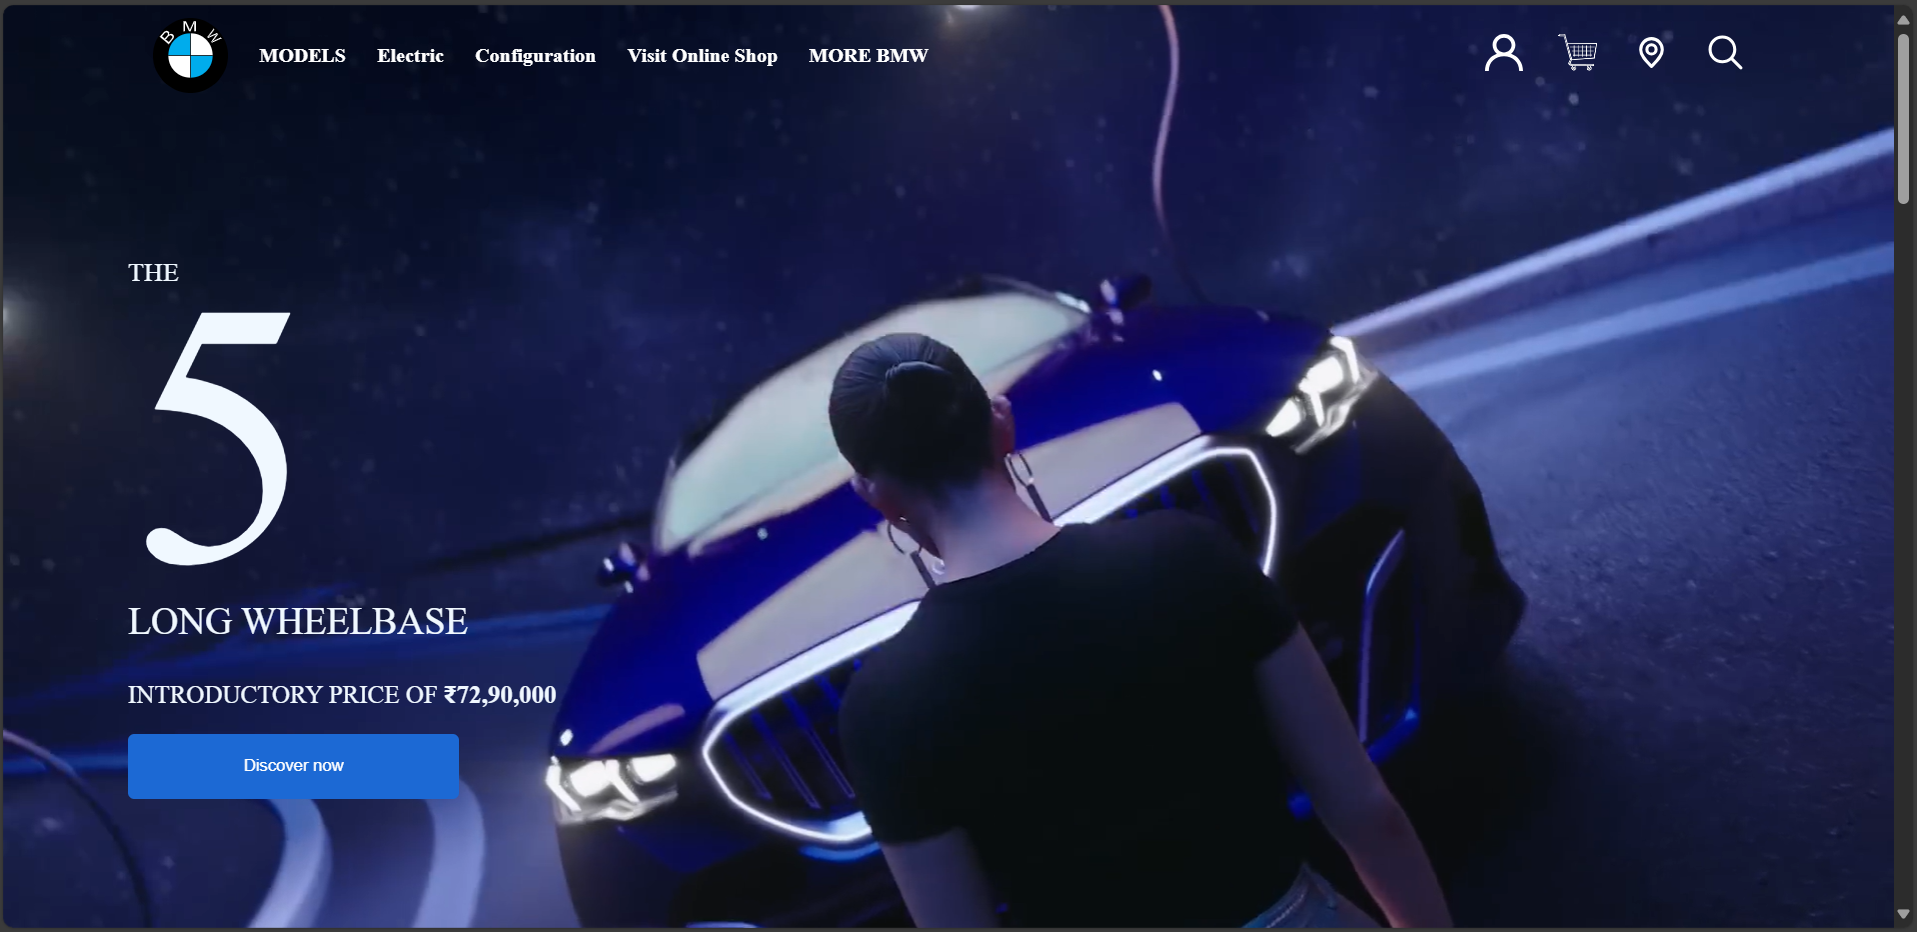 BMW
MODELS Electric Configuration Visit Online Shop MORE BMW
THE
5
LONG WHEELBASE
INTRODUCTORY PRICE OF ₹72,90,000
Discover now